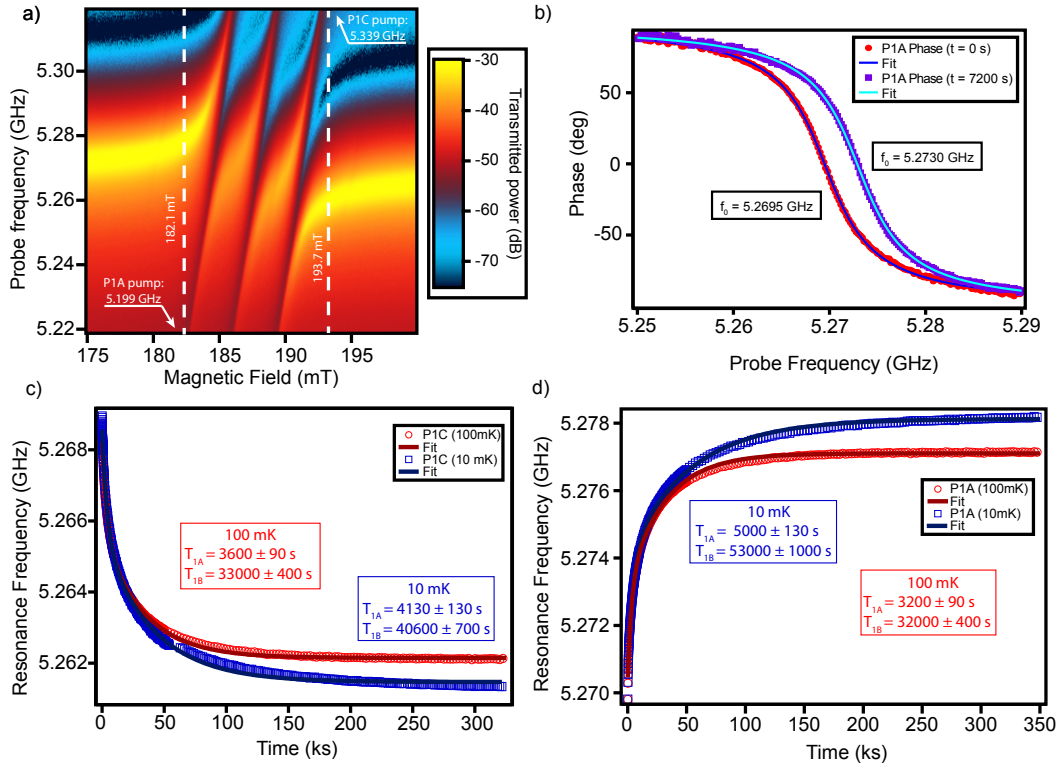 a)
P1C pump:
5.339 GHz
P1A pump:
5.199 GHz
182.1 mT
193.7 mT
5.30
5.28
5.26
5.24
5.22
Probe frequency (GHz)
175
180
185
190
195
Magnetic Field (mT)
-30
-40
-50
-60
-70
Transmitted power (dB)
b)
P1A Phase (t = 0 s)
Fit
P1A Phase (t = 7200 s)
Fit
f₀ = 5.2730 GHz
f₀ = 5.2695 GHz
50
0
-50
Phase (deg)
5.25
5.26
5.27
5.28
5.29
Probe Frequency (GHz)
c)
P1C (100mK)
Fit
P1C (10 mK)
Fit
100 mK
T1A = 3600 ± 90 s
T1B = 33000 ± 400 s
10 mK
T1A = 4130 ± 130 s
T1B = 40600 ± 700 s
5.268
5.266
5.264
5.262
Resonance Frequency (GHz)
0
50
100
150
200
250
300
Time (ks)
d)
P1A (100mK)
Fit
P1A (10mK)
Fit
10 mK
T1A = 5000 ± 130 s
T1B = 53000 ± 1000 s
100 mK
T1A = 3200 ± 90 s
T1B = 32000 ± 400 s
5.278
5.276
5.274
5.272
5.270
Resonance Frequency (GHz)
0
50
100
150
200
250
300
350
Time (ks)